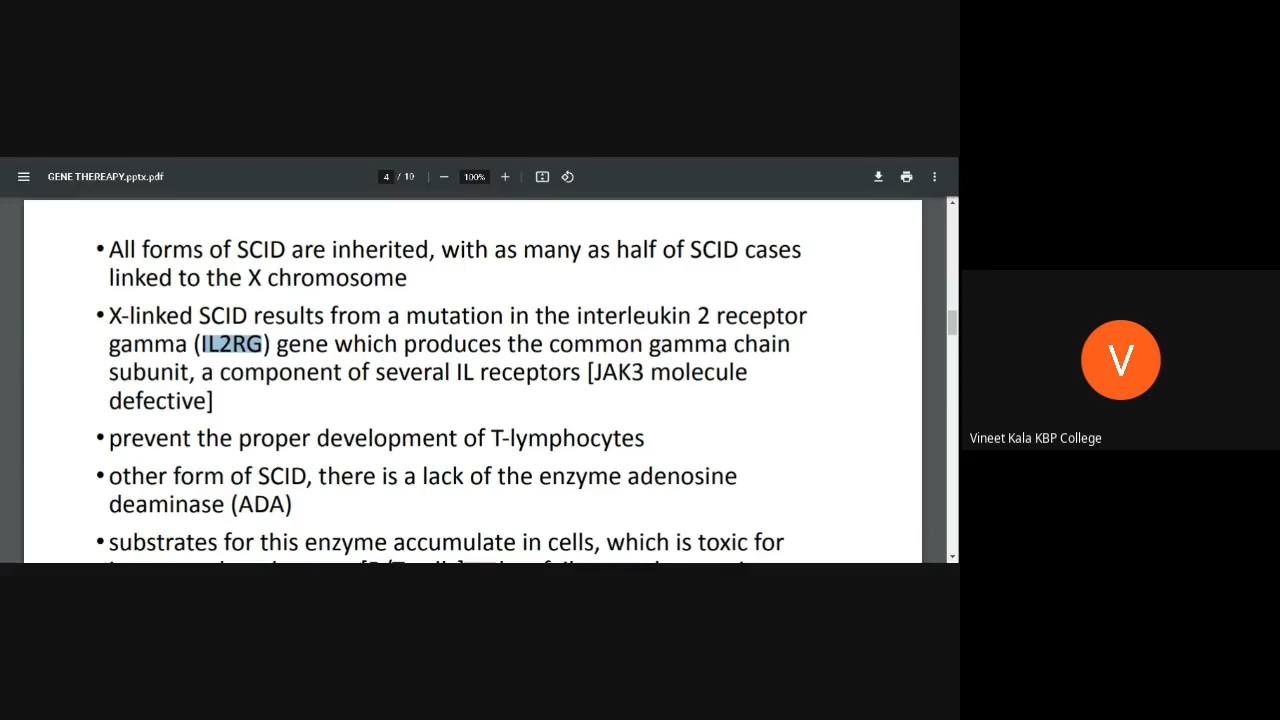 GENE THEREAPY.pptx.pdf
4 / 10
100%
• All forms of SCID are inherited, with as many as half of SCID cases
linked to the X chromosome
• X-linked SCID results from a mutation in the interleukin 2 receptor
gamma (IL2RG) gene which produces the common gamma chain
subunit, a component of several IL receptors [JAK3 molecule
defective]
• prevent the proper development of T-lymphocytes
• other form of SCID, there is a lack of the enzyme adenosine
deaminase (ADA)
• substrates for this enzyme accumulate in cells, which is toxic for
V
Vineet Kala KBP College